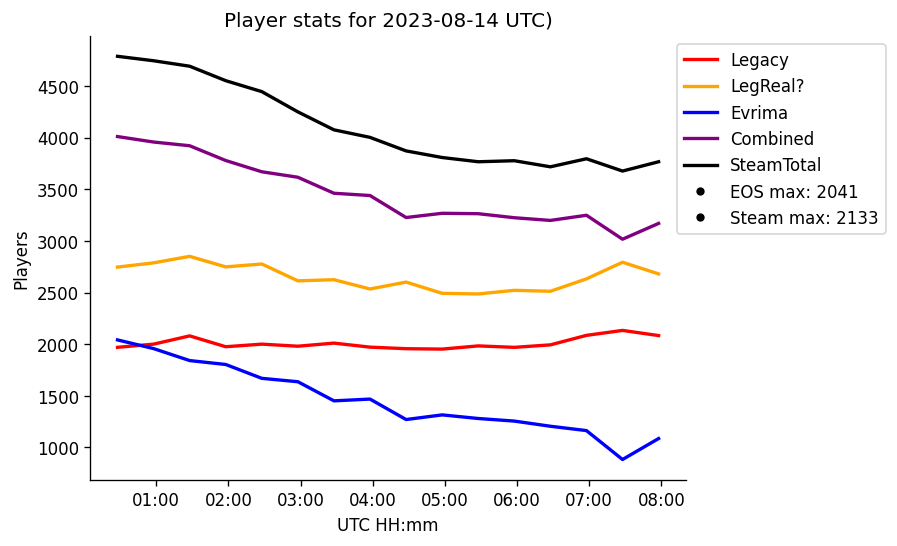 Player stats for 2023-08-14 UTC)
Legacy
LegReal?
Evrima
Combined
SteamTotal
EOS max: 2041
Steam max: 2133
Players
4500
4000
3500
3000
2500
2000
1500
1000
01:00 02:00 03:00 04:00 05:00 06:00 07:00 08:00
UTC HH:mm